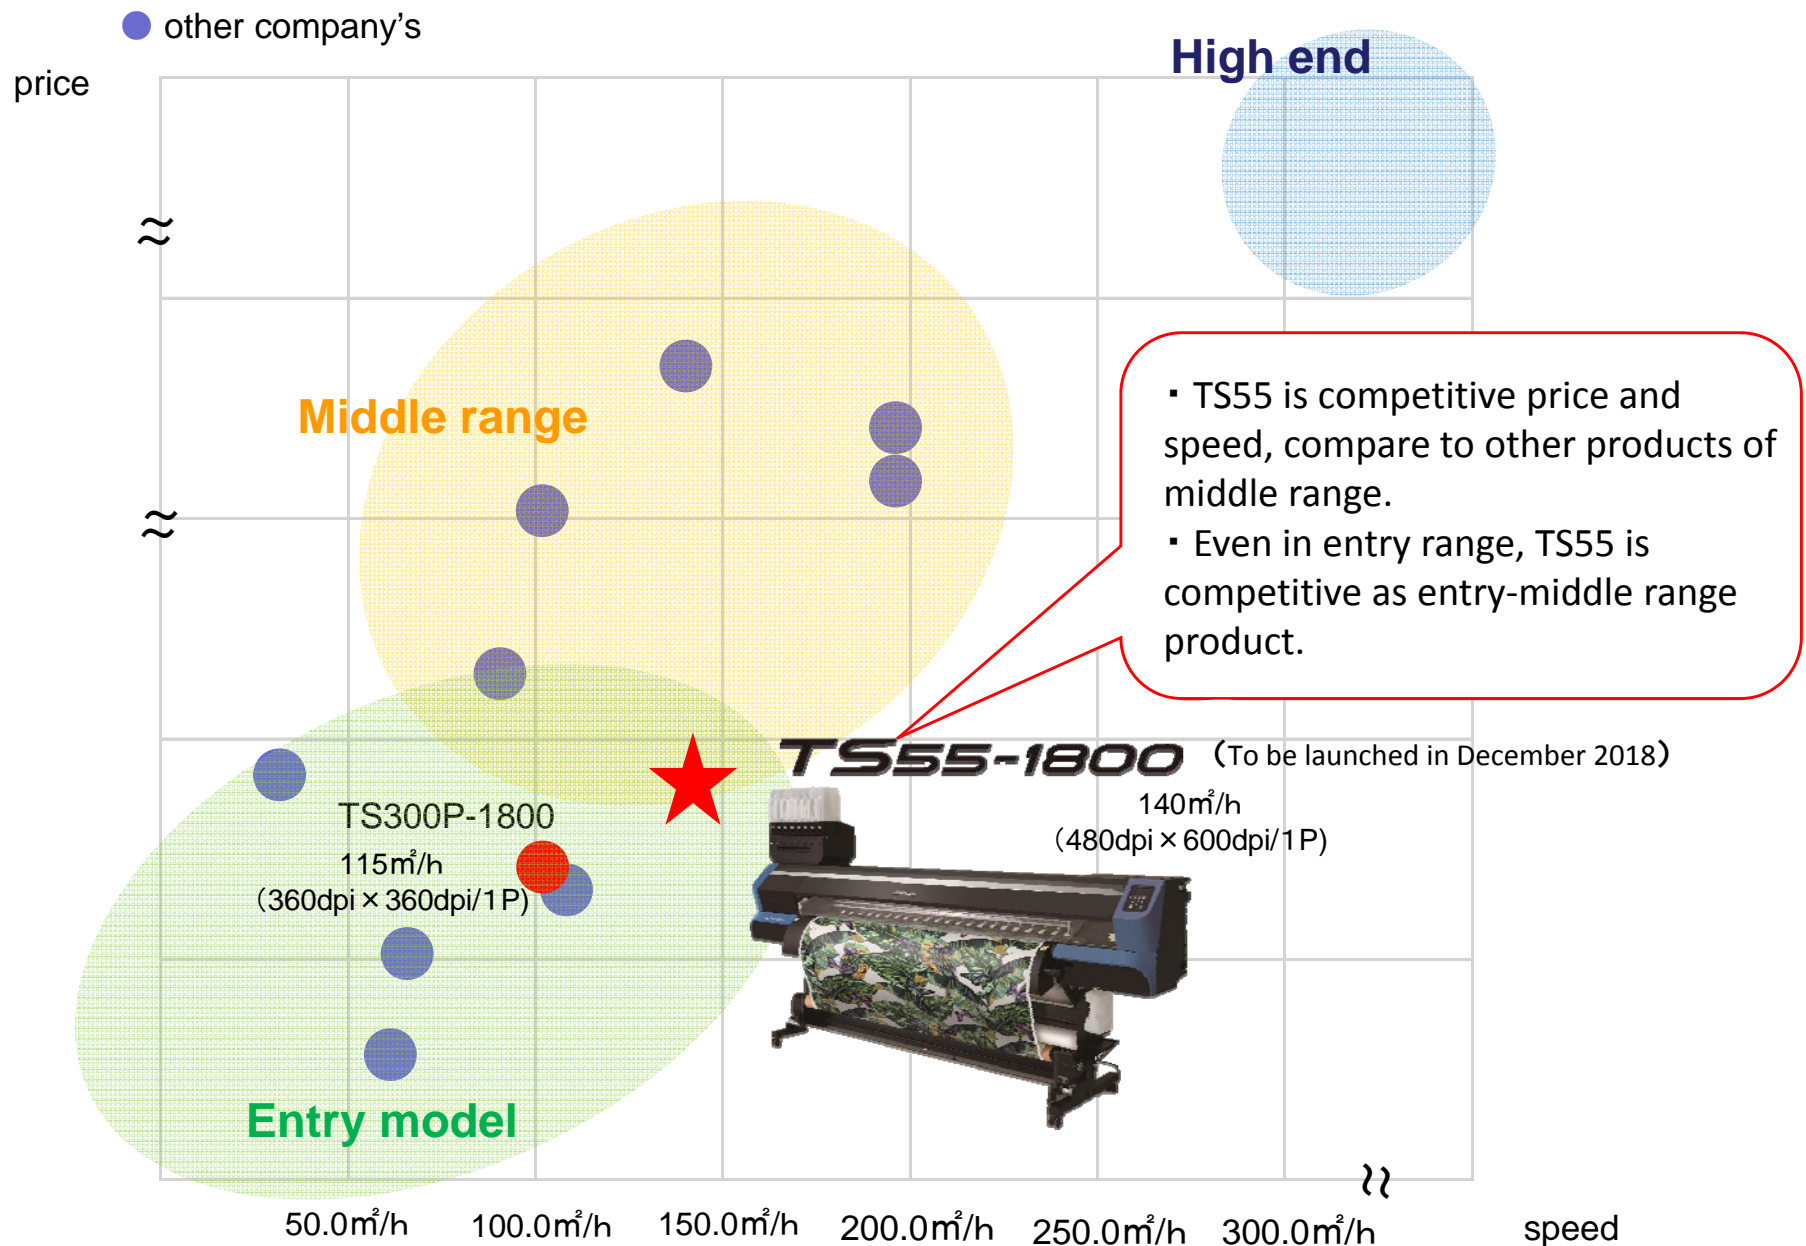 other company's
price
High end
Middle range
・TS55 is competitive price and
speed, compare to other products of
middle range.
・Even in entry range, TS55 is
competitive as entry-middle range
product.
TS55-1800 （To be launched in December 2018）
140㎡/h
（480dpi×600dpi/1P)
TS300P-1800
115㎡/h
（360dpi×360dpi/1P)
Entry model
50.0㎡/h 100.0㎡/h 150.0㎡/h 200.0㎡/h 250.0㎡/h 300.0㎡/h speed